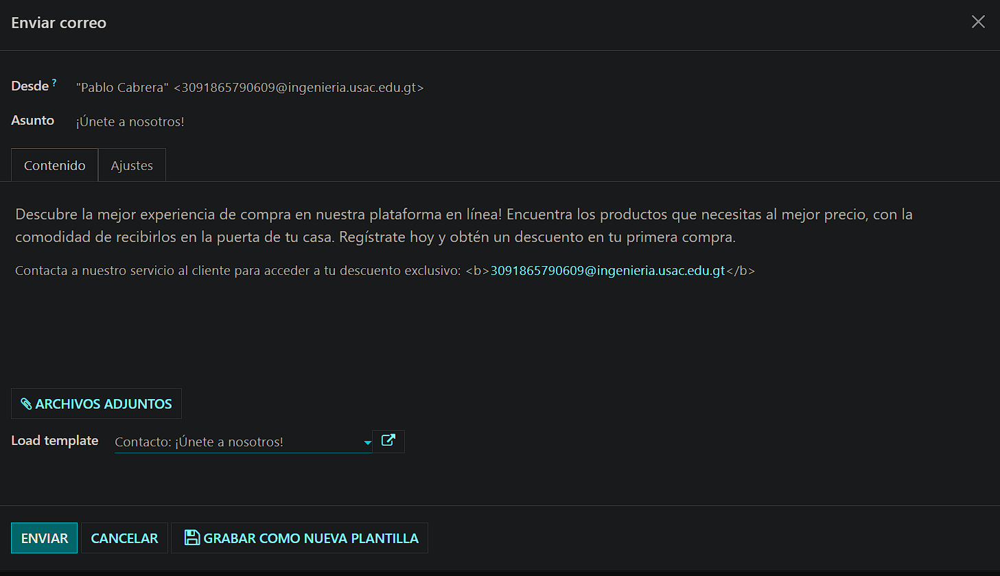 Enviar correo
Desde ? "Pablo Cabrera" <3091865790609@ingenieria.usac.edu.gt>
Asunto ¡Únete a nosotros!
Contenido Ajustes
Descubre la mejor experiencia de compra en nuestra plataforma en línea! Encuentra los productos que necesitas al mejor precio, con la
comodidad de recibirlos en la puerta de tu casa. Regístrate hoy y obtén un descuento en tu primera compra.
Contacta a nuestro servicio al cliente para acceder a tu descuento exclusivo: <b>3091865790609@ingenieria.usac.edu.gt</b>
ARCHIVOS ADJUNTOS
Load template Contacto: ¡Únete a nosotros!
ENVIAR CANCELAR GRABAR COMO NUEVA PLANTILLA